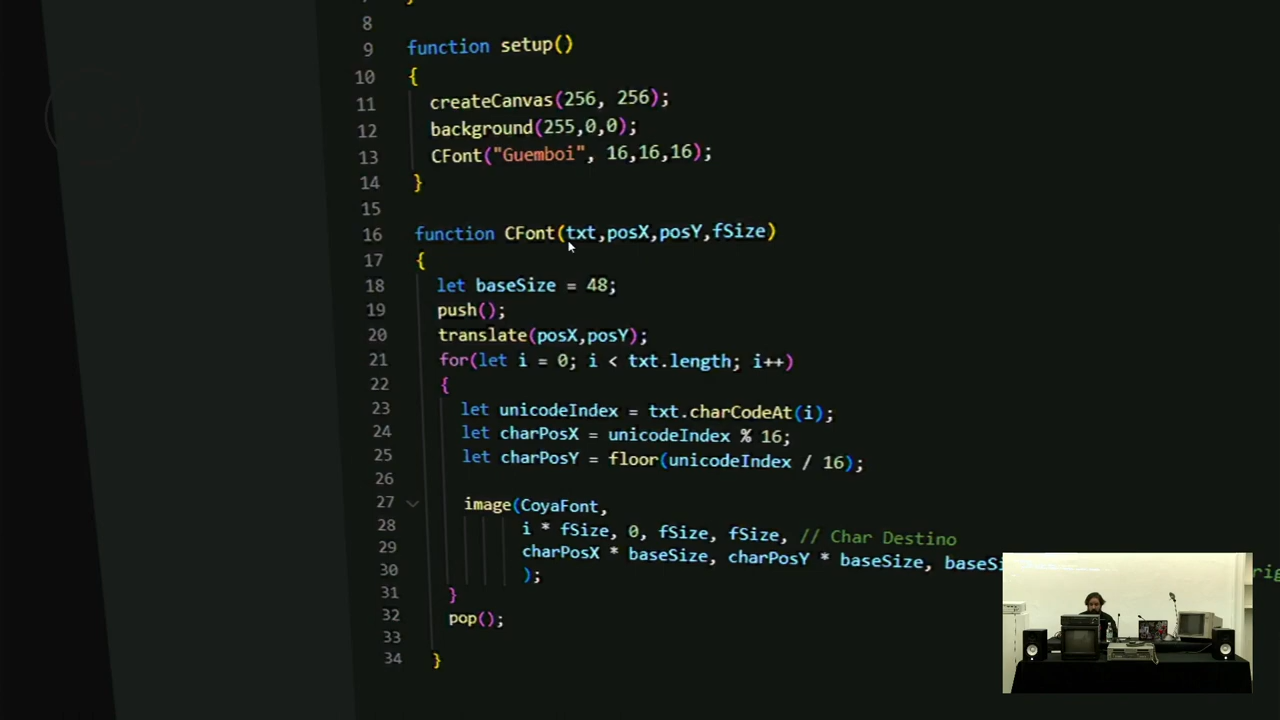 8
9 function setup()
10 {
11 createCanvas(256, 256);
12 background(255,0,0);
13 CFont("Guemboi", 16,16,16);
14 }
15
16 function CFont(txt,posX,posY,fSize)
17 {
18 let baseSize = 48;
19 push();
20 translate(posX,posY);
21 for(let i = 0; i < txt.length; i++)
22 {
23 let unicodeIndex = txt.charCodeAt(i);
24 let charPosX = unicodeIndex % 16;
25 let charPosY = floor(unicodeIndex / 16);
26
27 image(CoyaFont,
28 i * fSize, 0, fSize, fSize, // Char Destino
29 charPosX * baseSize, charPosY * baseSize, baseSi
30 );
31 }
32 pop();
33
34 }